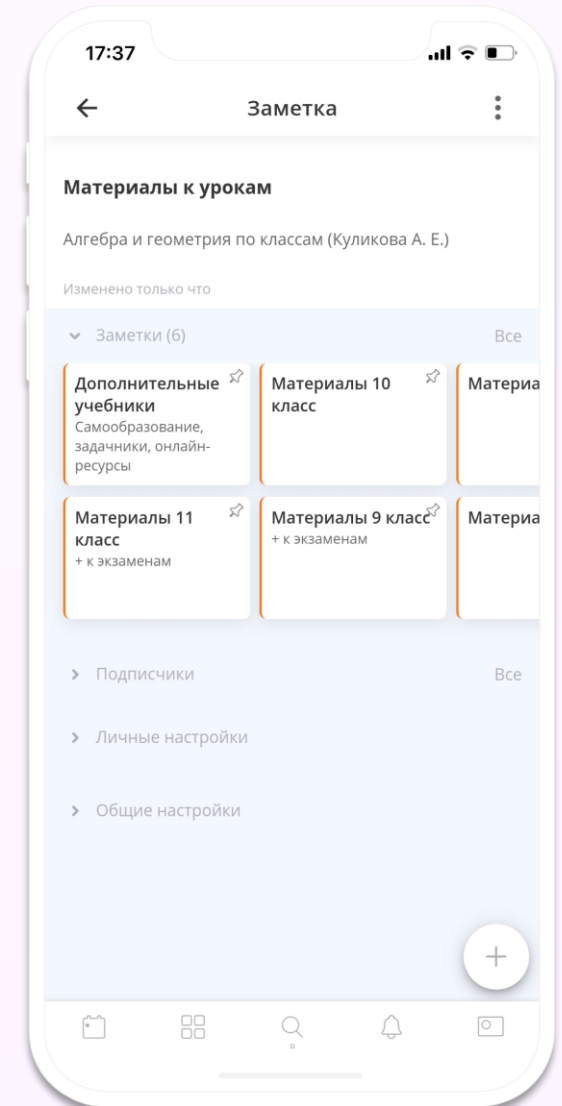 17:37
Заметка
Материалы к урокам
Алгебра и геометрия по классам (Куликова А. Е.)
Изменено только что
Заметки (6)
Все
Дополнительные
учебники
Самообразование,
задачники, онлайн-
ресурсы
Материалы 10
класс
Материа
Материалы 11
класс
+ к экзаменам
Материалы 9 класс
+ к экзаменам
Материа
Подписчики
Все
Личные настройки
Общие настройки